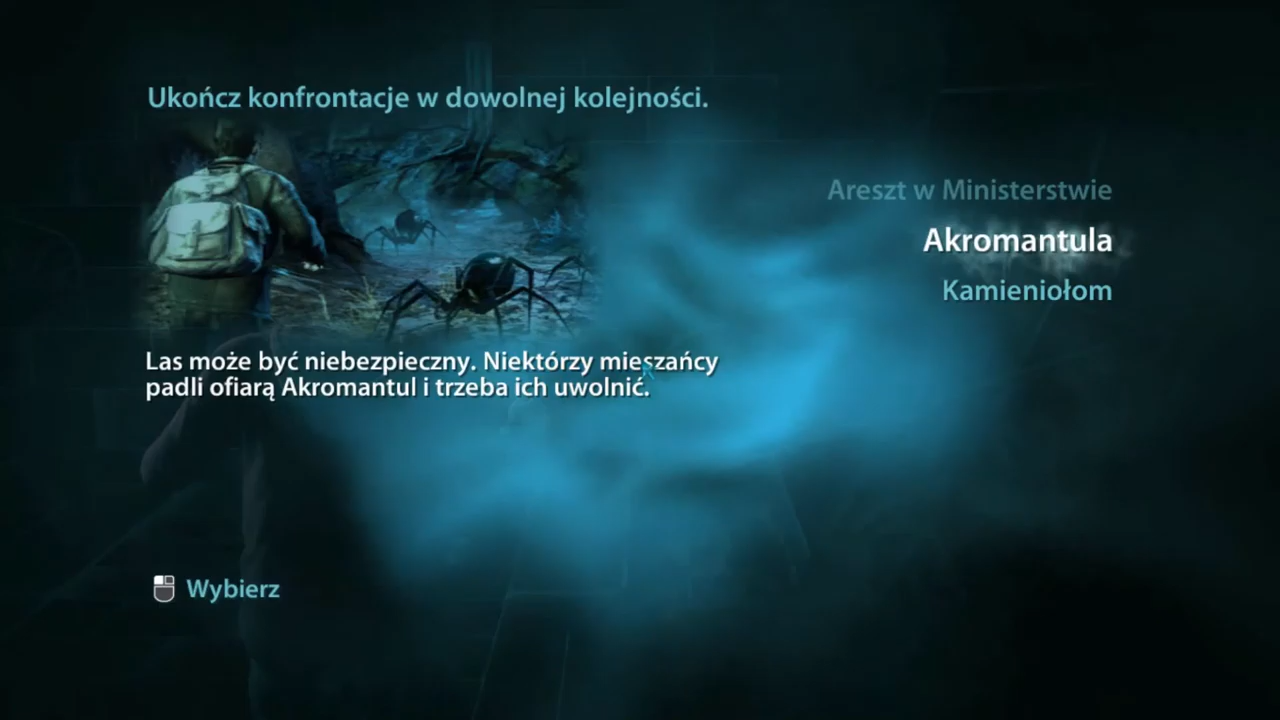 Ukończ konfrontacje w dowolnej kolejności.
Areszt w Ministerstwie
Akromantula
Kamieniołom
Las może być niebezpieczny. Niektórzy mieszańcy
padli ofiarą Akromantul i trzeba ich uwolnić.
Wybierz